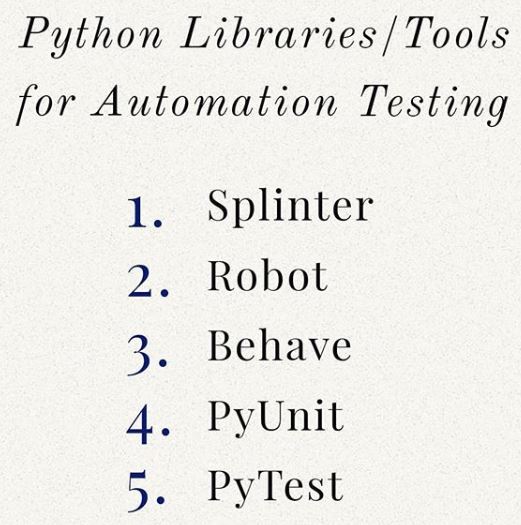 Python Libraries/Tools
for Automation Testing
1. Splinter
2. Robot
3. Behave
4. PyUnit
5. PyTest